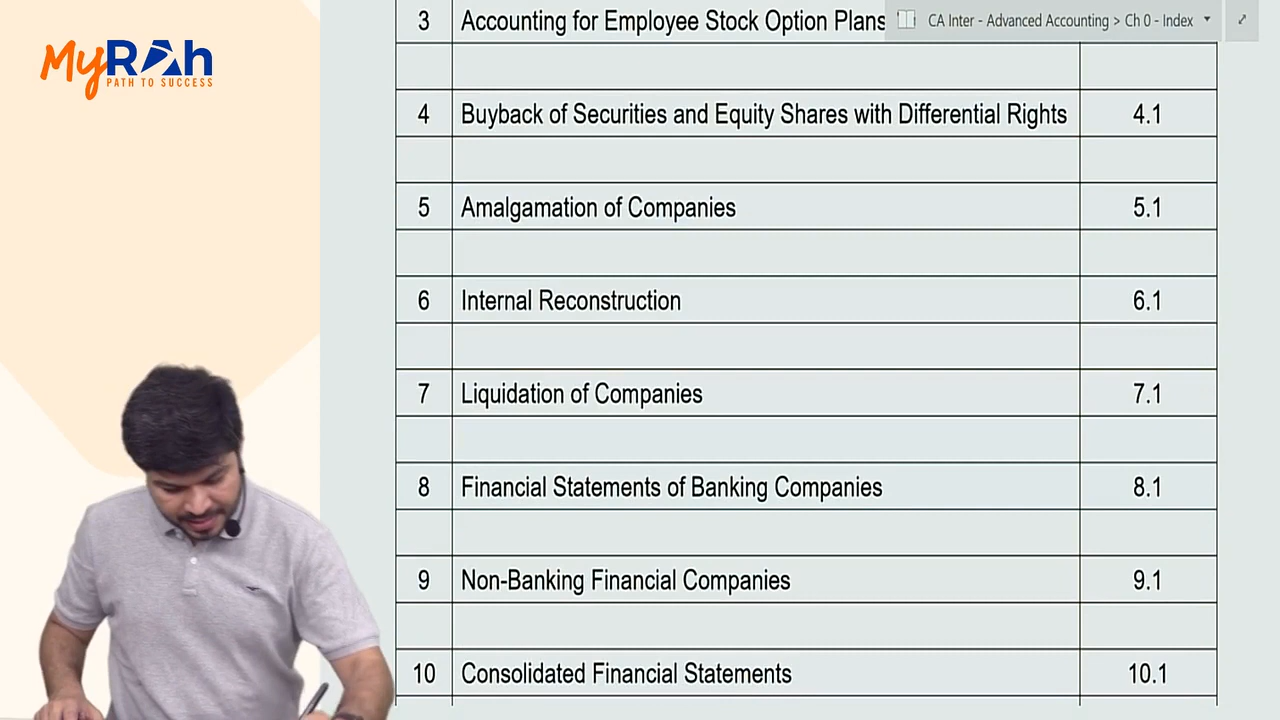 MyRAh
PATH TO SUCCESS
CA Inter - Advanced Accounting > Ch 0 - Index
3 Accounting for Employee Stock Option Plans
4 Buyback of Securities and Equity Shares with Differential Rights 4.1
5 Amalgamation of Companies 5.1
6 Internal Reconstruction 6.1
7 Liquidation of Companies 7.1
8 Financial Statements of Banking Companies 8.1
9 Non-Banking Financial Companies 9.1
10 Consolidated Financial Statements 10.1